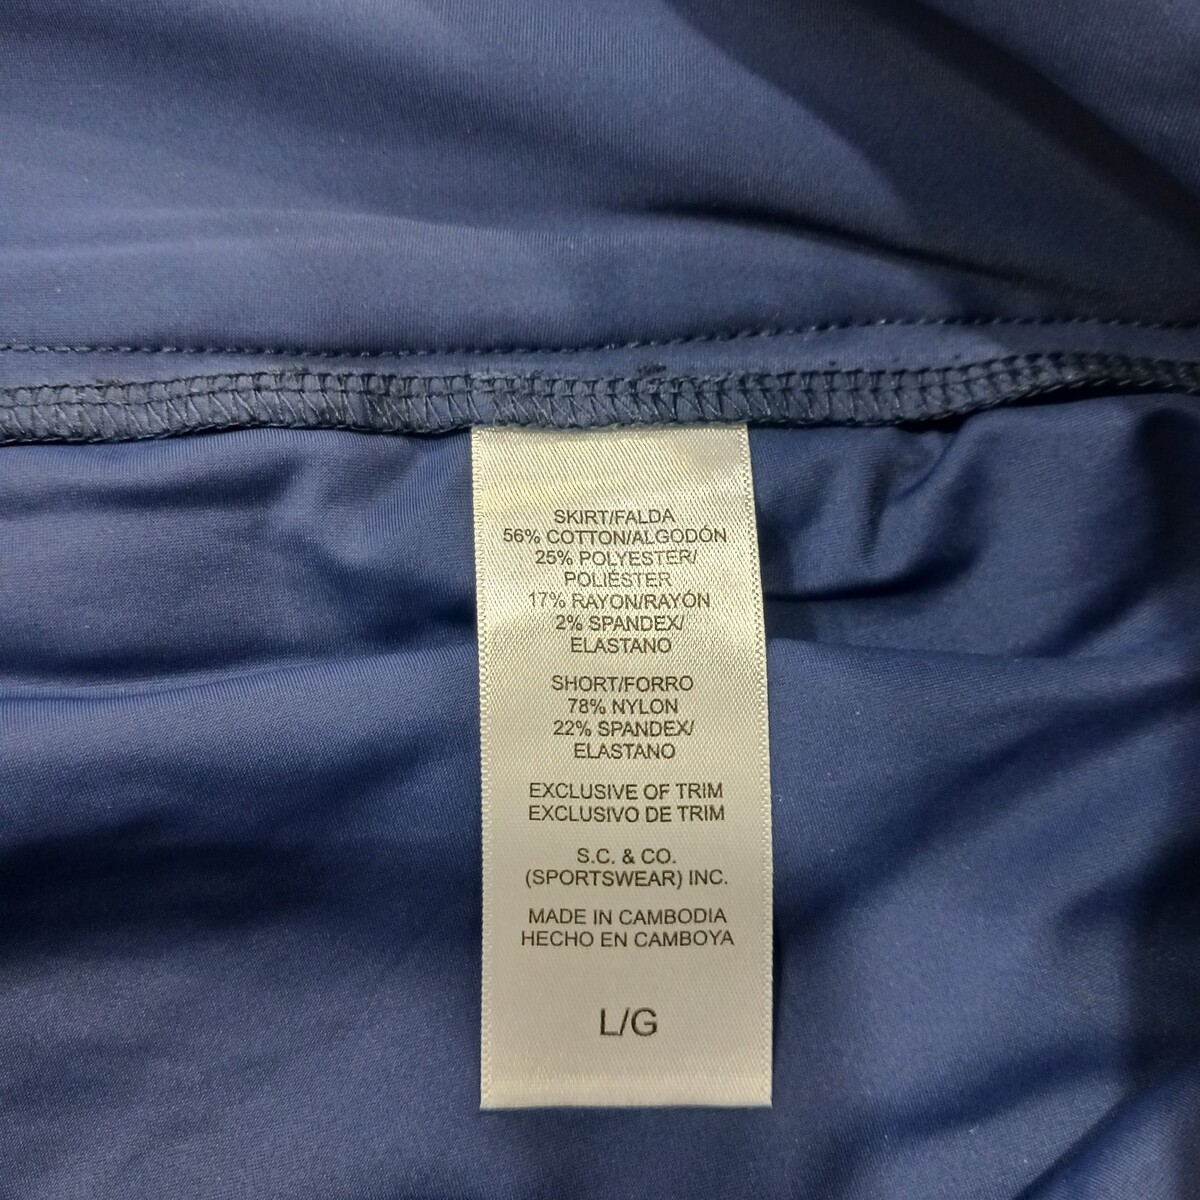 SKIRT/FALDA
56% COTTON/ALGODÓN
25% POLYESTER/
POLIÉSTER
17% RAYON/RAYÓN
2% SPANDEX/
ELASTANO
SHORT/FORRO
78% NYLON
22% SPANDEX/
ELASTANO
EXCLUSIVE OF TRIM
EXCLUSIVO DE TRIM
S.C. & CO.
(SPORTSWEAR) INC.
MADE IN CAMBODIA
HECHO EN CAMBOYA
L/G